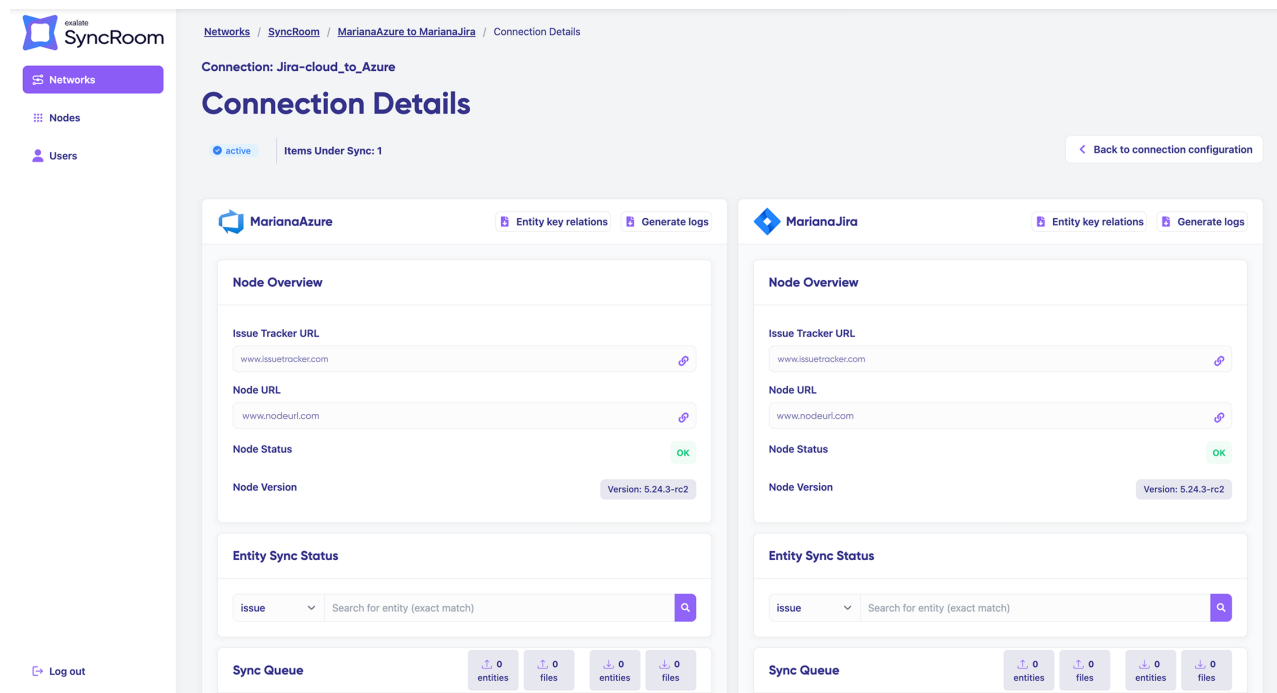 exalate
SyncRoom
Networks
Nodes
Users
Log out
Networks / SyncRoom / MarianaAzure to MarianaJira / Connection Details
Connection: Jira-cloud_to_Azure
Connection Details
active
Items Under Sync: 1
Back to connection configuration
MarianaAzure
Entity key relations
Generate logs
Node Overview
Issue Tracker URL
www.issuetracker.com
Node URL
www.nodeurl.com
Node Status
OK
Node Version
Version: 5.24.3-rc2
Entity Sync Status
issue
Search for entity (exact match)
Sync Queue
0
entities
0
files
0
entities
0
files
MarianaJira
Entity key relations
Generate logs
Node Overview
Issue Tracker URL
www.issuetracker.com
Node URL
www.nodeurl.com
Node Status
OK
Node Version
Version: 5.24.3-rc2
Entity Sync Status
issue
Search for entity (exact match)
Sync Queue
0
entities
0
files
0
entities
0
files